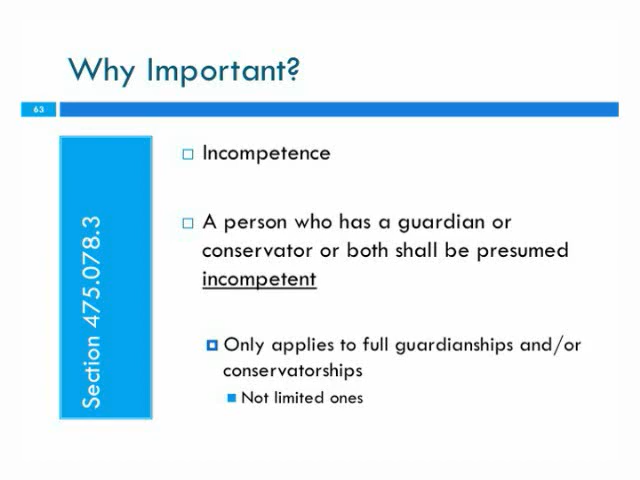 Why Important?
63
Section 475.078.3
Incompetence
A person who has a guardian or
conservator or both shall be presumed
incompetent
Only applies to full guardianships and/or
conservatorships
Not limited ones